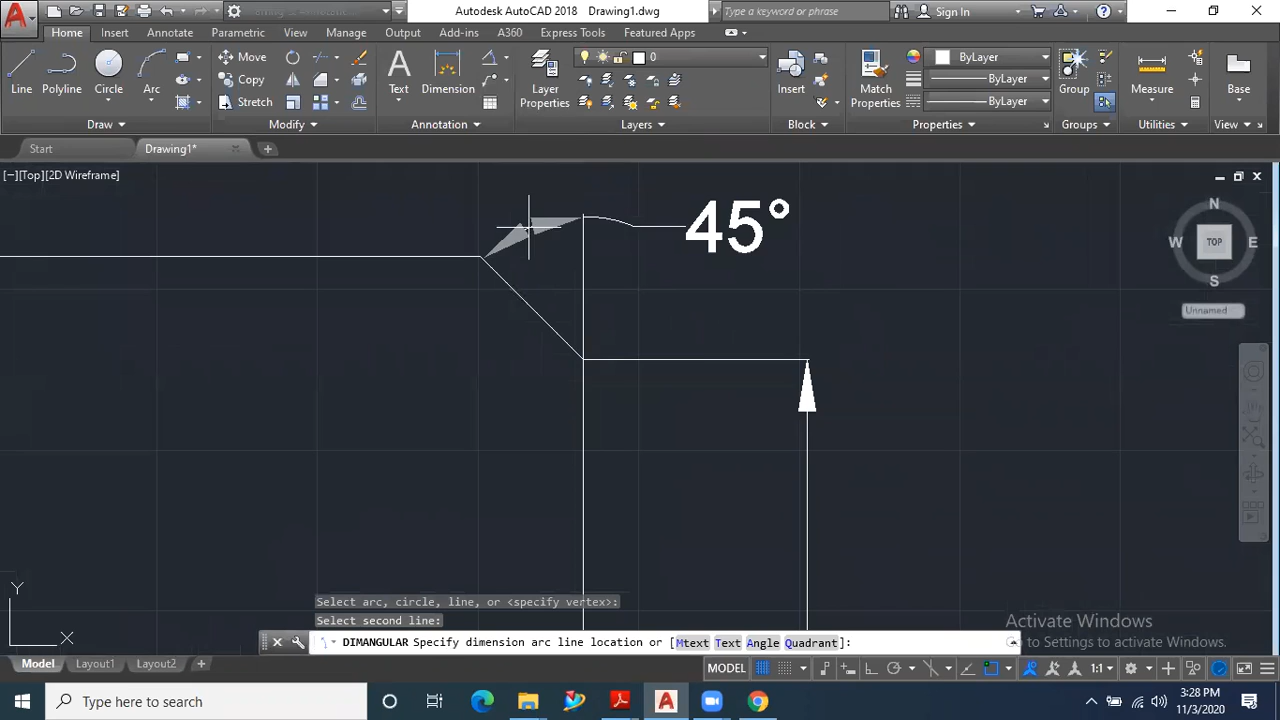 Autodesk AutoCAD 2018 Drawing1.dwg
Type a keyword or phrase
Sign In
Home Insert Annotate Parametric View Manage Output Add-ins A360 Express Tools Featured Apps
Line Polyline Circle Arc
Move
Copy
Stretch
Text Dimension
Layer Properties
0
Insert
Match Properties
ByLayer
ByLayer
ByLayer
Group
Measure
Base
Draw Modify Annotation Layers Block Properties Groups Utilities View
Start Drawing1*
[−][Top][2D Wireframe]
45°
N
W TOP E
S
Unnamed
Y
X
Select arc, circle, line, or <specify vertex>:
Select second line:
DIMANGULAR Specify dimension arc line location or [Mtext Text Angle Quadrant]:
Activate Windows
Go to Settings to activate Windows.
Model Layout1 Layout2
MODEL 1:1
Type here to search
3:28 PM
11/3/2020